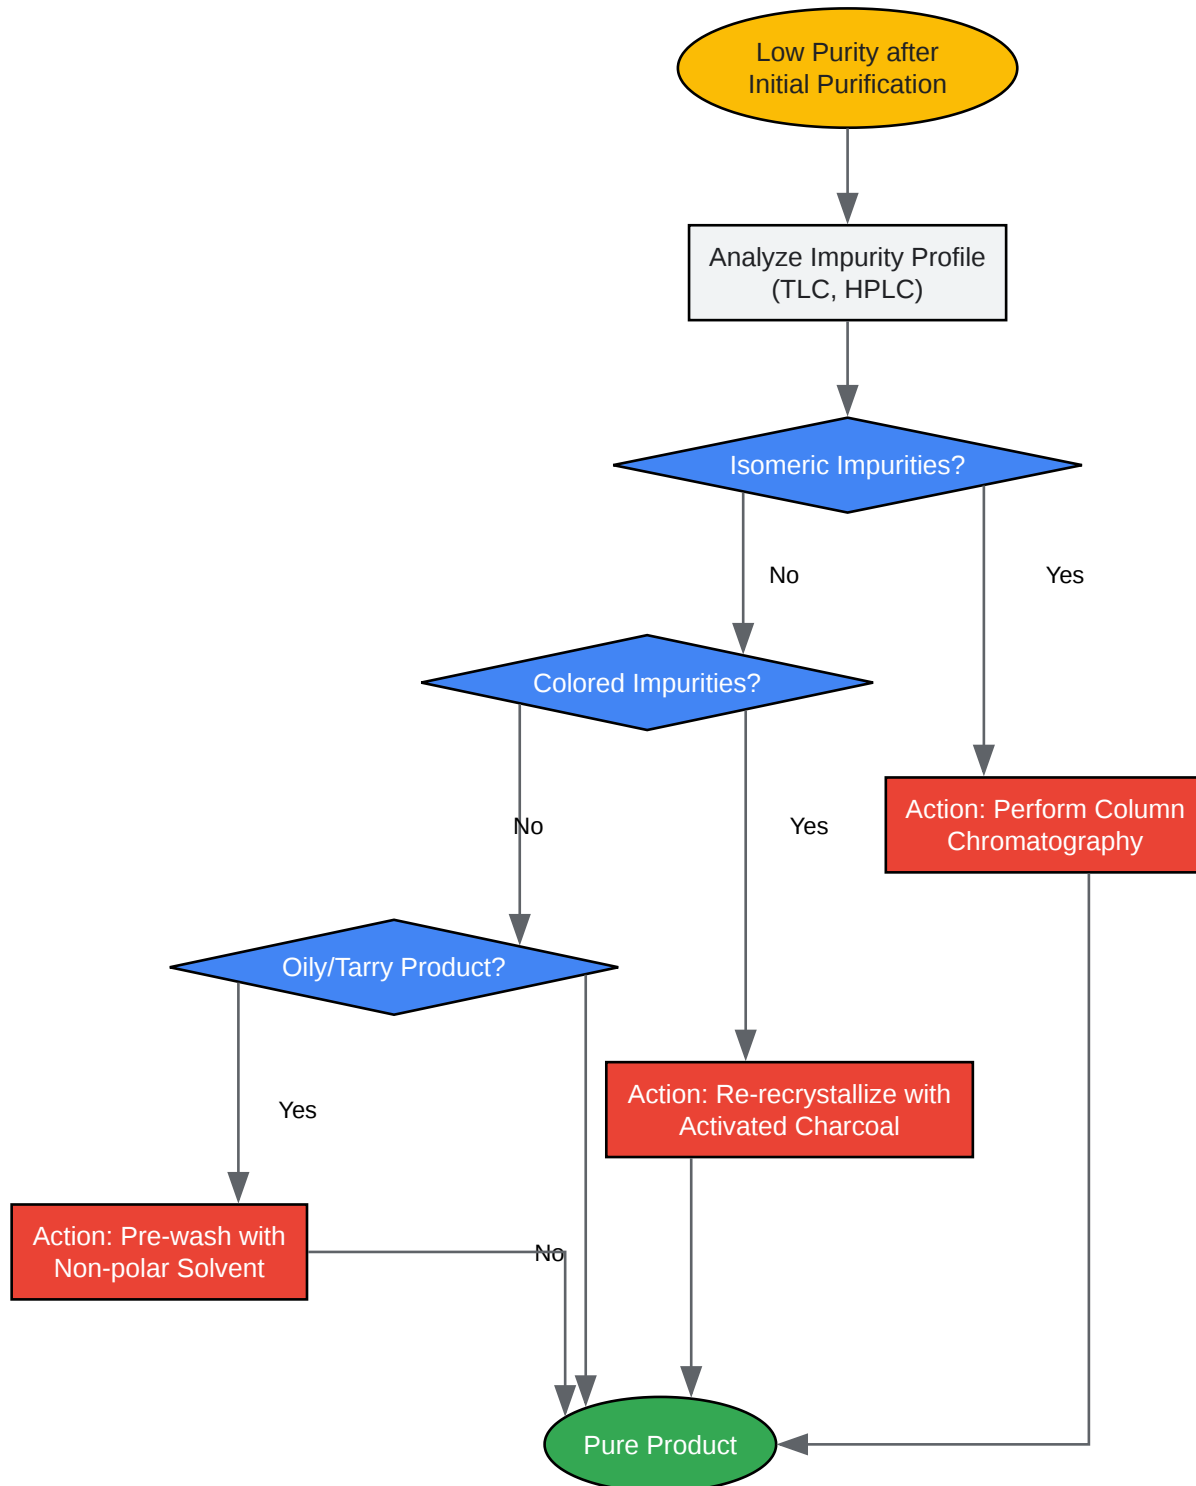 Low Purity after
Initial Purification
Analyze Impurity Profile
(TLC, HPLC)
Isomeric Impurities?
No
Yes
Colored Impurities?
Action: Perform Column
Chromatography
No
Yes
Oily/Tarry Product?
Action: Re-recrystallize with
Activated Charcoal
Yes
Action: Pre-wash with
Non-polar Solvent
No
Pure Product